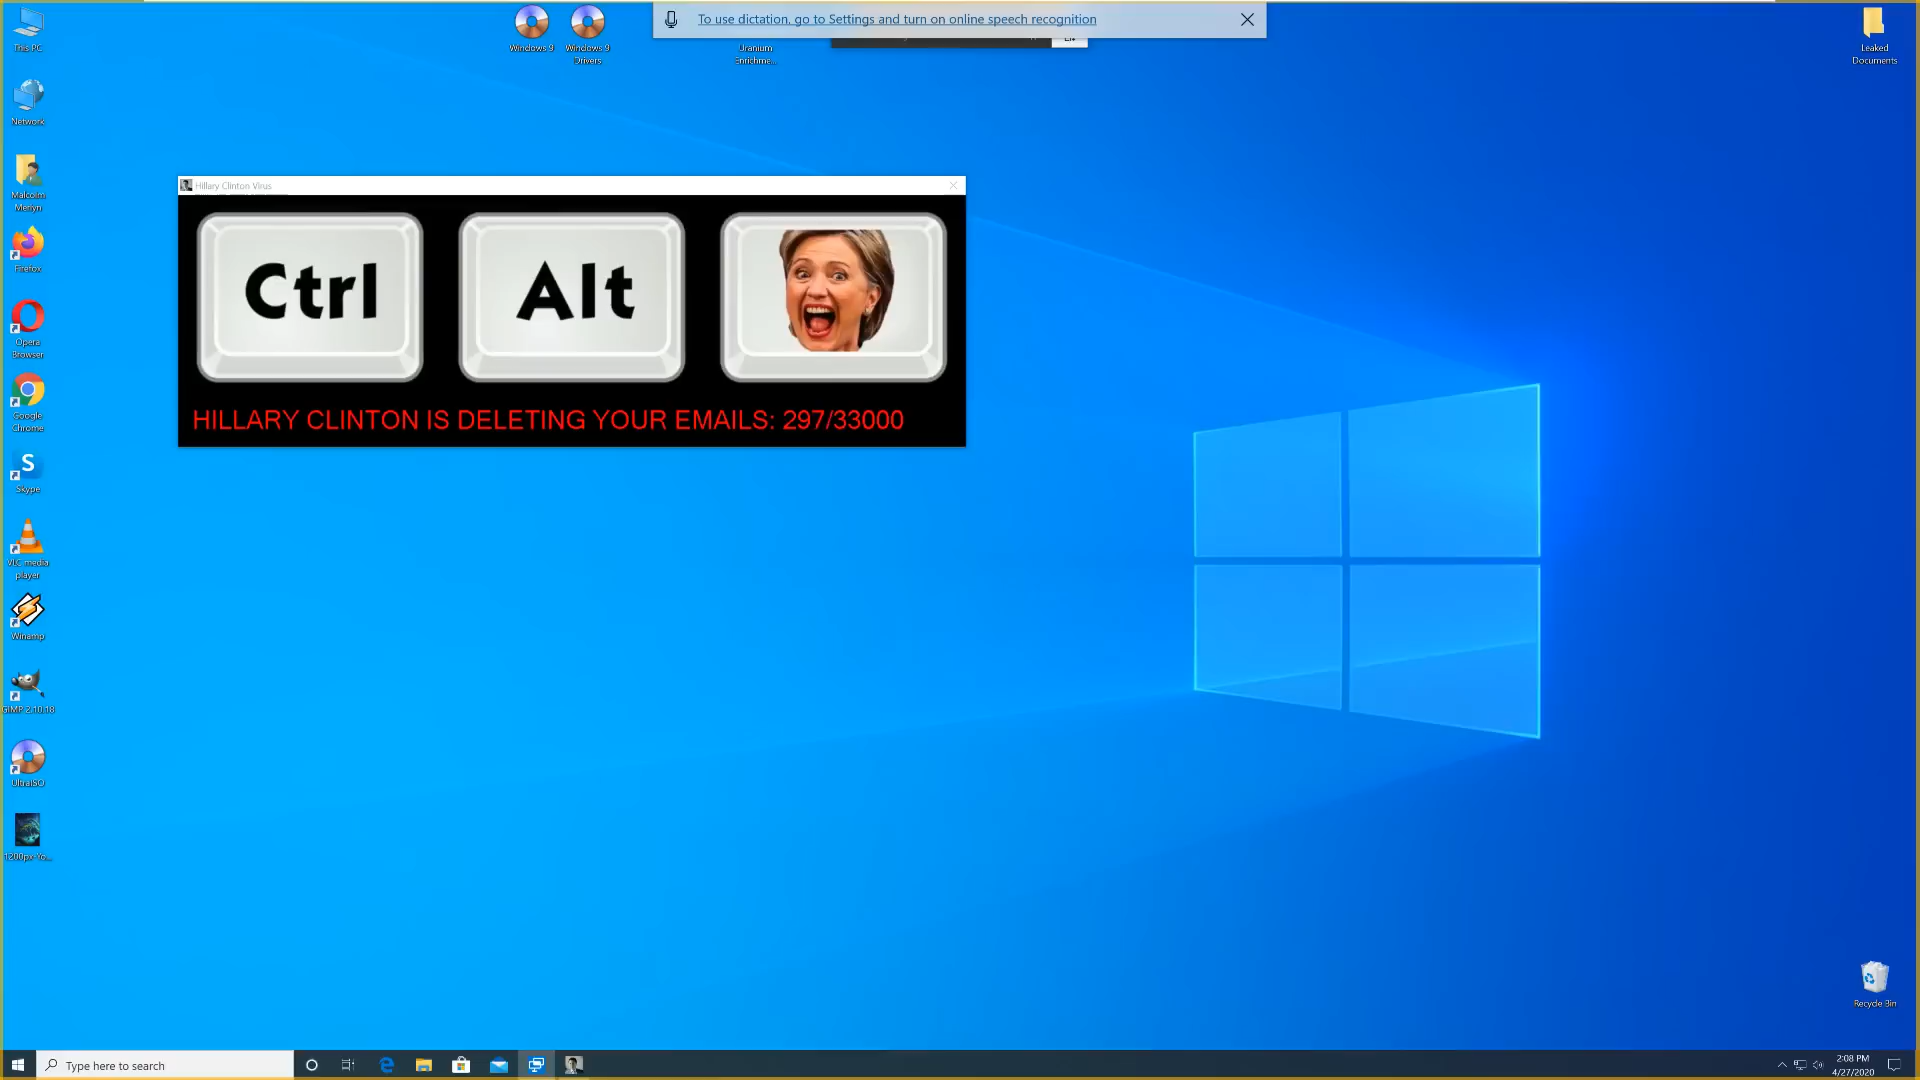 This PC
Network
Malcolm
Merlyn
Firefox
Opera
Browser
Google
Chrome
Skype
VLC media
player
Winamp
GIMP 2.10.18
UltraISO
1200px-Yo...
Windows 9
Windows 9
Drivers
Uranium
Enrichme...
To use dictation, go to Settings and turn on online speech recognition
Leaked
Documents
Hillary Clinton Virus
Ctrl
Alt
HILLARY CLINTON IS DELETING YOUR EMAILS: 297/33000
Recycle Bin
Type here to search
2:08 PM
4/27/2020